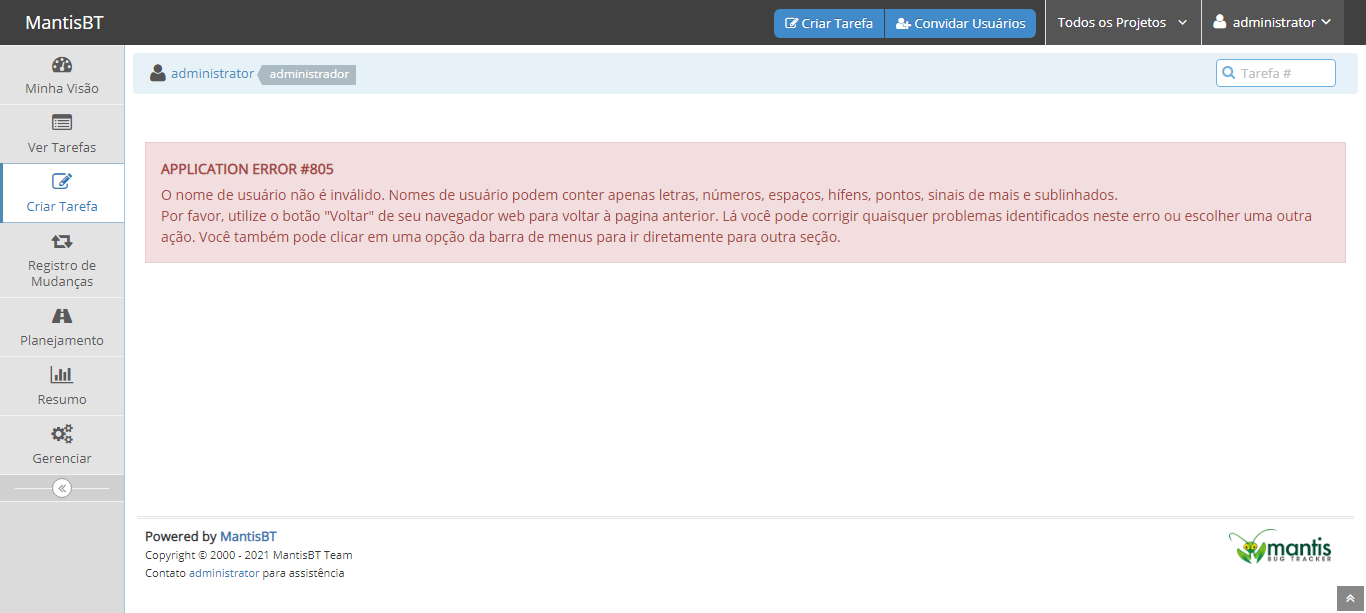 MantisBT
Criar Tarefa
Convidar Usuários
Todos os Projetos
administrator
Minha Visão
Ver Tarefas
Criar Tarefa
Registro de
Mudanças
Planejamento
Resumo
Gerenciar
administrator
administrador
Tarefa #
APPLICATION ERROR #805
O nome de usuário não é inválido. Nomes de usuário podem conter apenas letras, números, espaços, hífens, pontos, sinais de mais e sublinhados.
Por favor, utilize o botão "Voltar" de seu navegador web para voltar à pagina anterior. Lá você pode corrigir quaisquer problemas identificados neste erro ou escolher uma outra
ação. Você também pode clicar em uma opção da barra de menus para ir diretamente para outra seção.
Powered by MantisBT
Copyright © 2000 - 2021 MantisBT Team
Contato administrator para assistência
mantis
BUG TRACKER